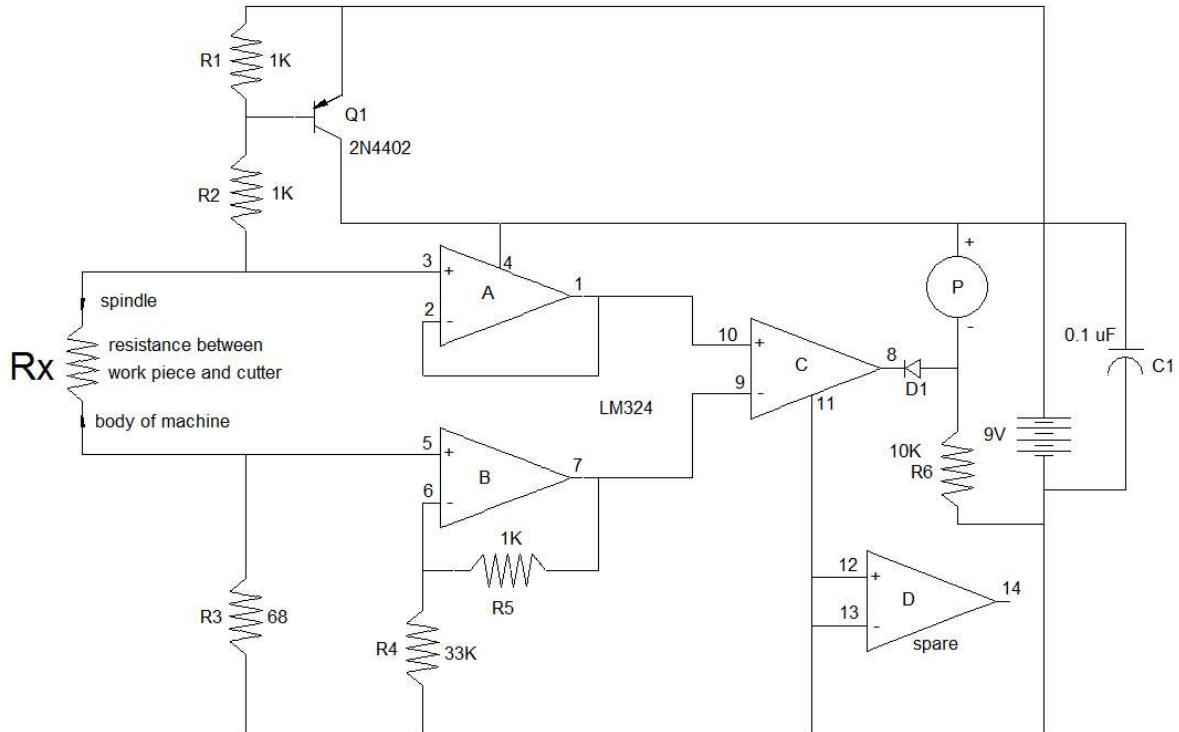 R1
1K
Q1
2N4402
R2
1K
3
+
4
A
1
2
-
spindle
Rx
resistance between
work piece and cutter
body of machine
LM324
10
+
C
9
-
11
8
D1
+
P
-
0.1 uF
C1
9V
10K
R6
5
+
B
7
6
-
1K
R5
R3
68
R4
33K
12
+
D
14
13
-
spare